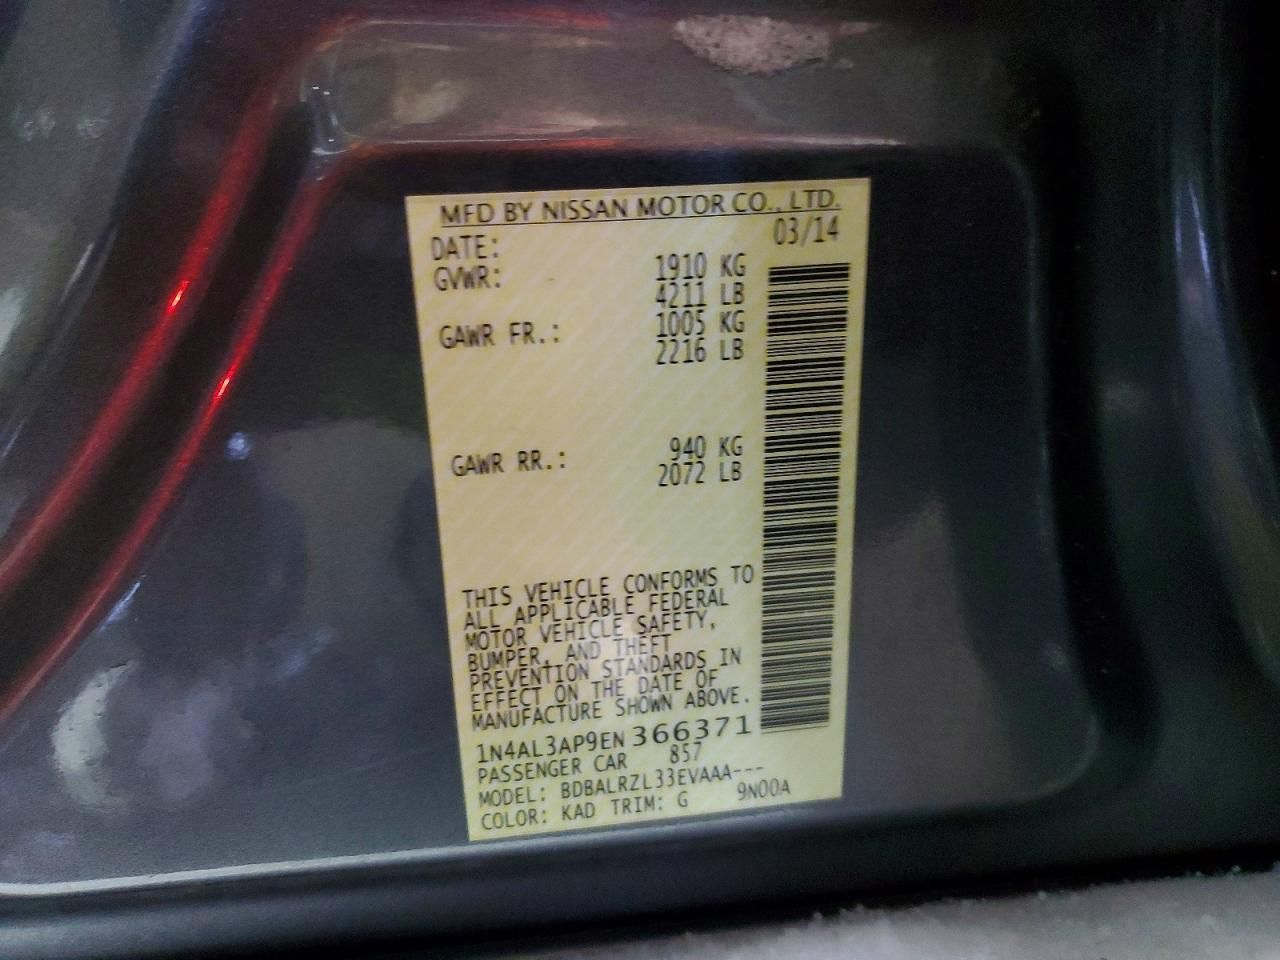 MFD BY NISSAN MOTOR CO., LTD.
DATE: 03/14
GVWR: 1910 KG
4211 LB
GAWR FR.: 1005 KG
2216 LB
GAWR RR.: 940 KG
2072 LB
THIS VEHICLE CONFORMS TO
ALL APPLICABLE FEDERAL
MOTOR VEHICLE SAFETY,
BUMPER, AND THEFT
PREVENTION STANDARDS IN
EFFECT ON THE DATE OF
MANUFACTURE SHOWN ABOVE.
1N4AL3AP9EN 366371
PASSENGER CAR 857
MODEL: BDBALRZL33EVAAA---
COLOR: KAD TRIM: G 9N00A